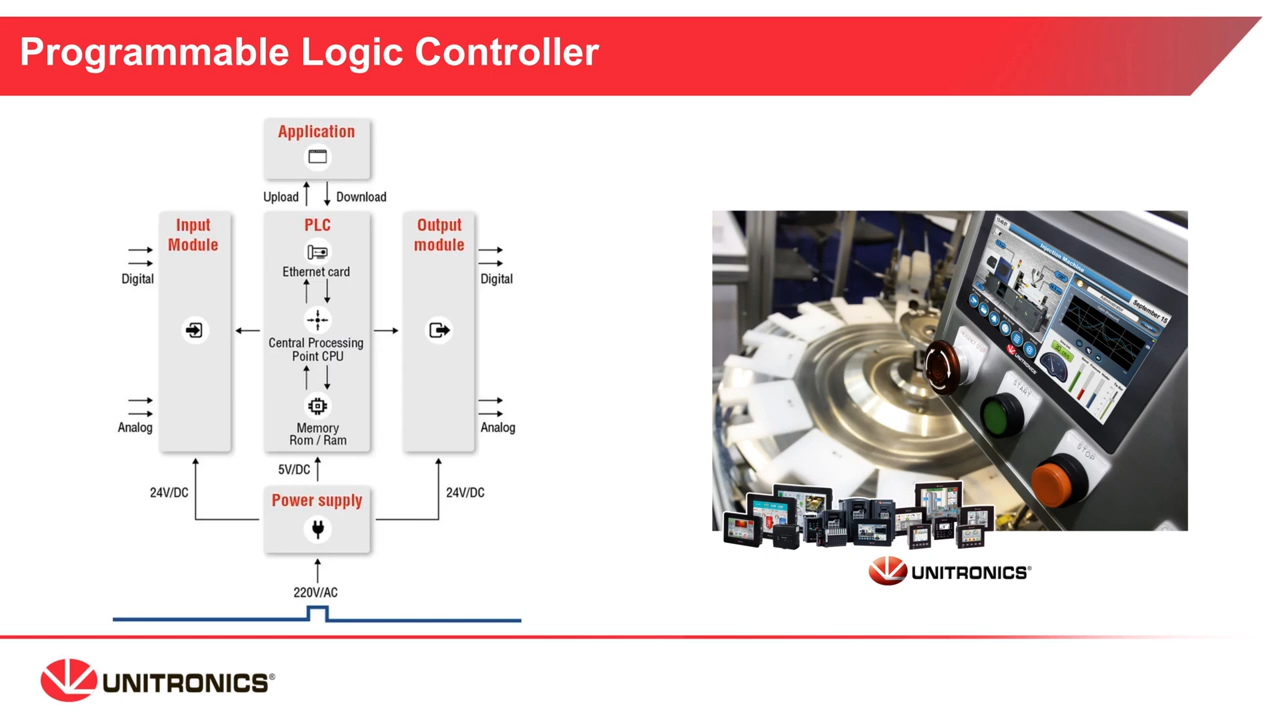 Programmable Logic Controller
Application
Upload
Download
Input
Module
PLC
Output
module
Ethernet card
Digital
Digital
Central Processing
Point CPU
Memory
Rom / Ram
Analog
Analog
5V/DC
24V/DC
24V/DC
Power supply
220V/AC
Injection Machine
September 15
START
STOP
UNITRONICS
UNITRONICS®
UNITRONICS®